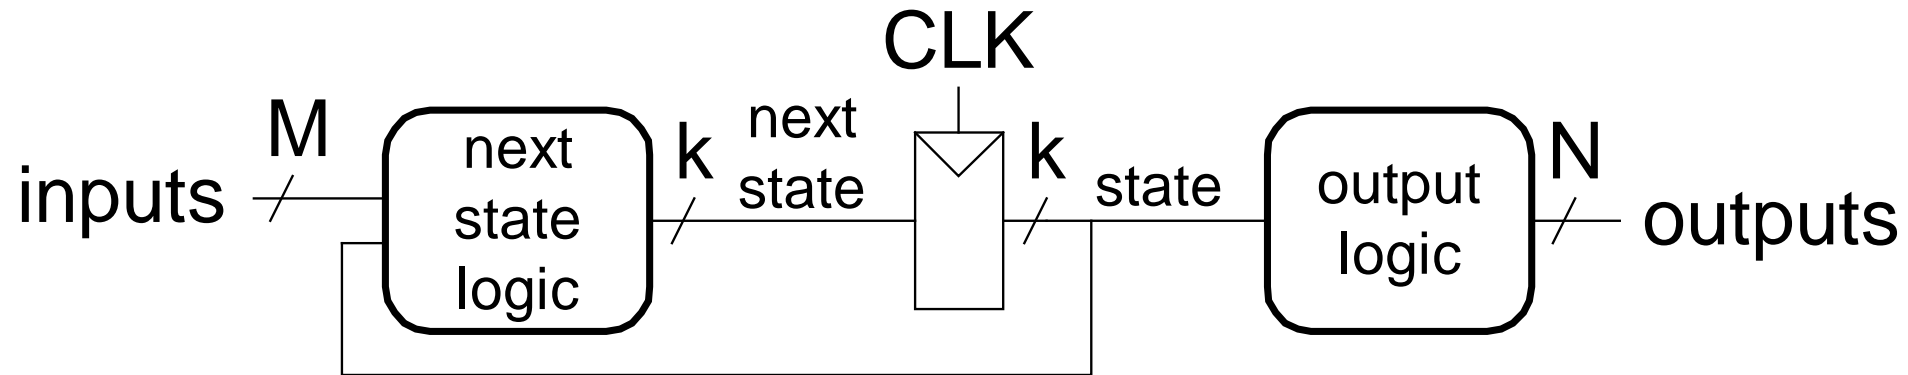 CLK
inputs
M
next
state
logic
k
next
state
k
state
output
logic
N
outputs